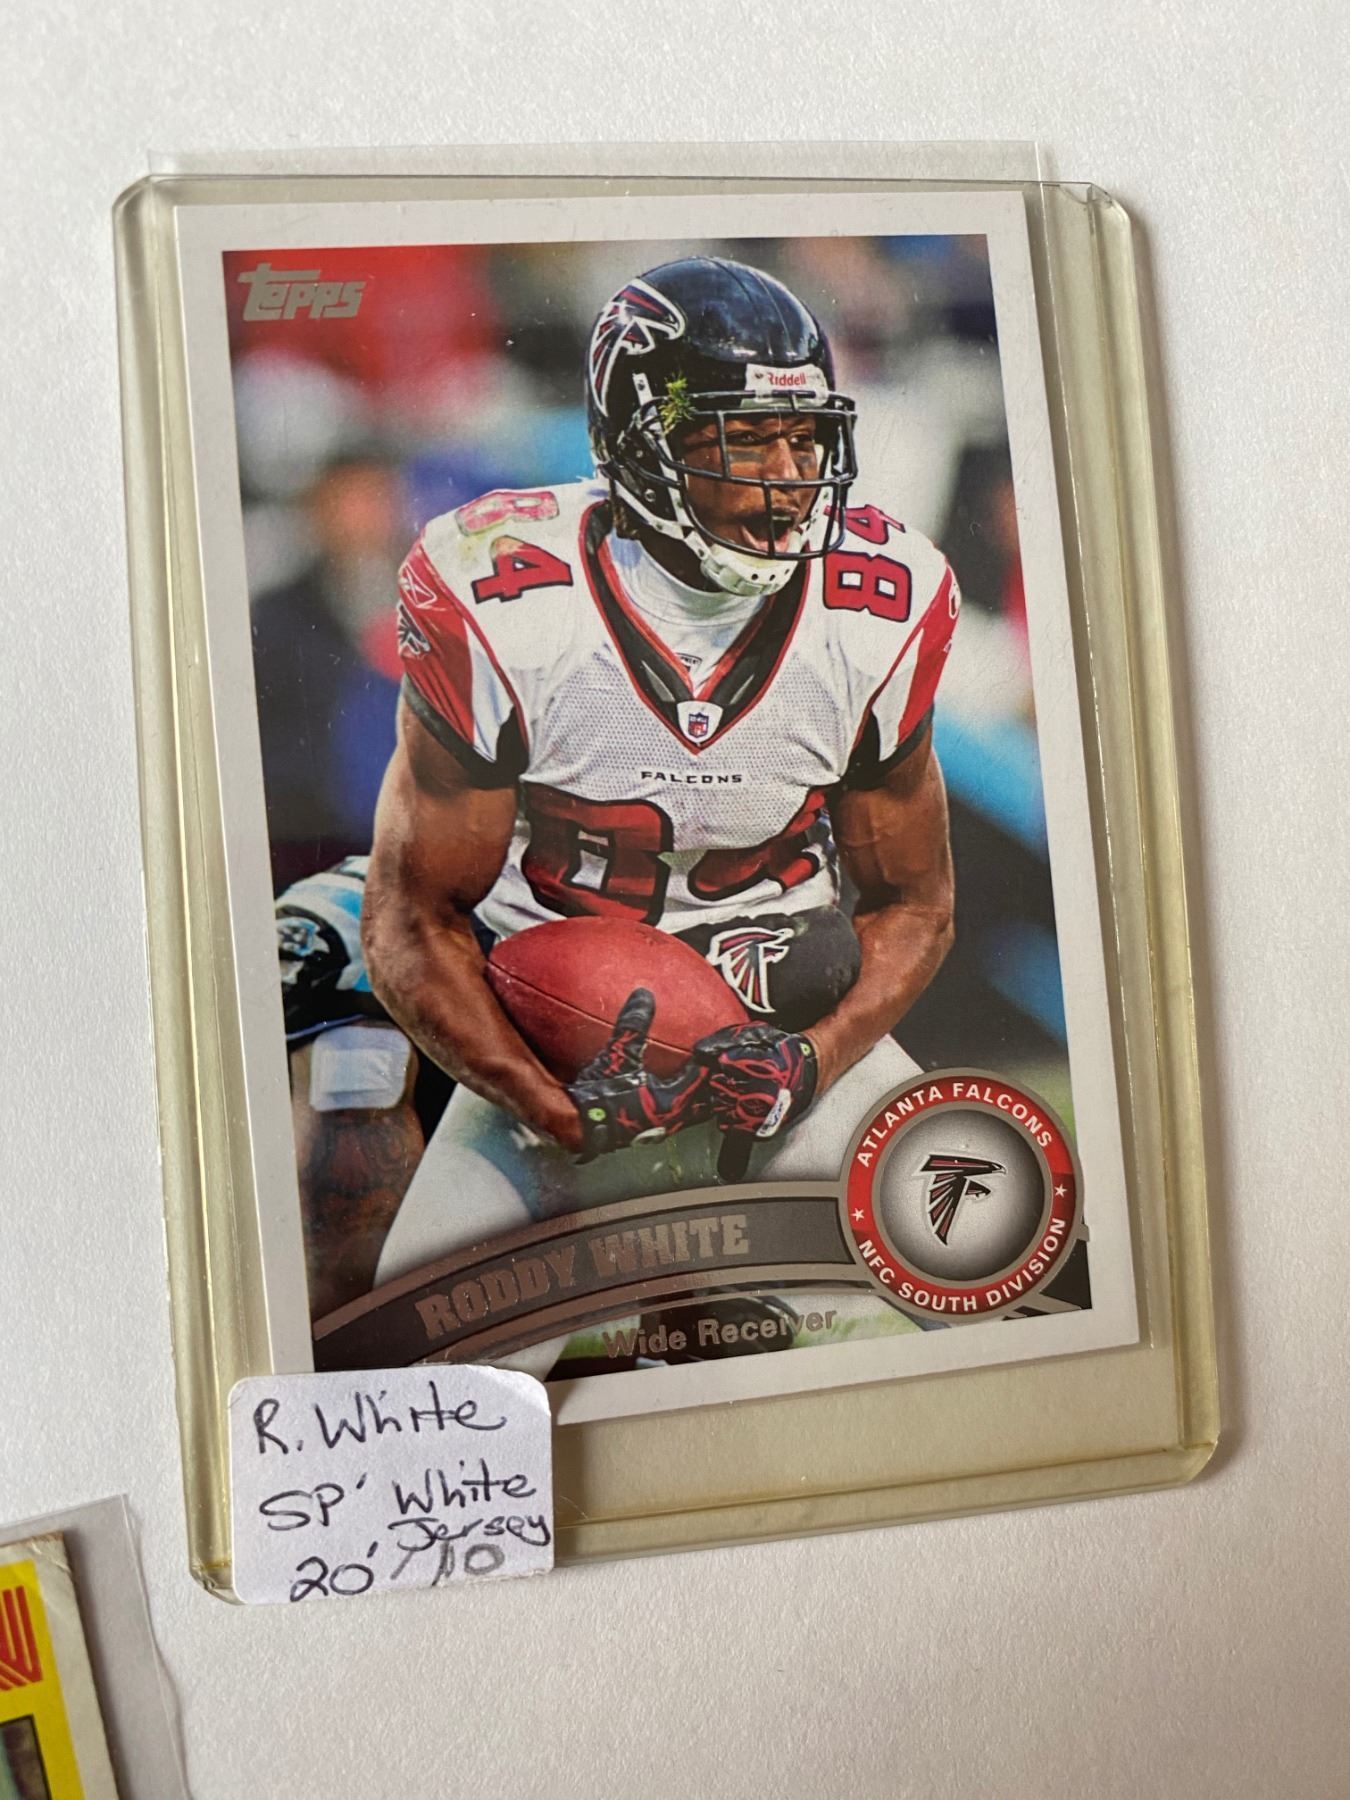 Topps
Riddell
84
84
FALCONS
84
ATLANTA FALCONS
NFC SOUTH DIVISION
RODDY WHITE
Wide Receiver
R. White
SP' White
Jersey
20' /10